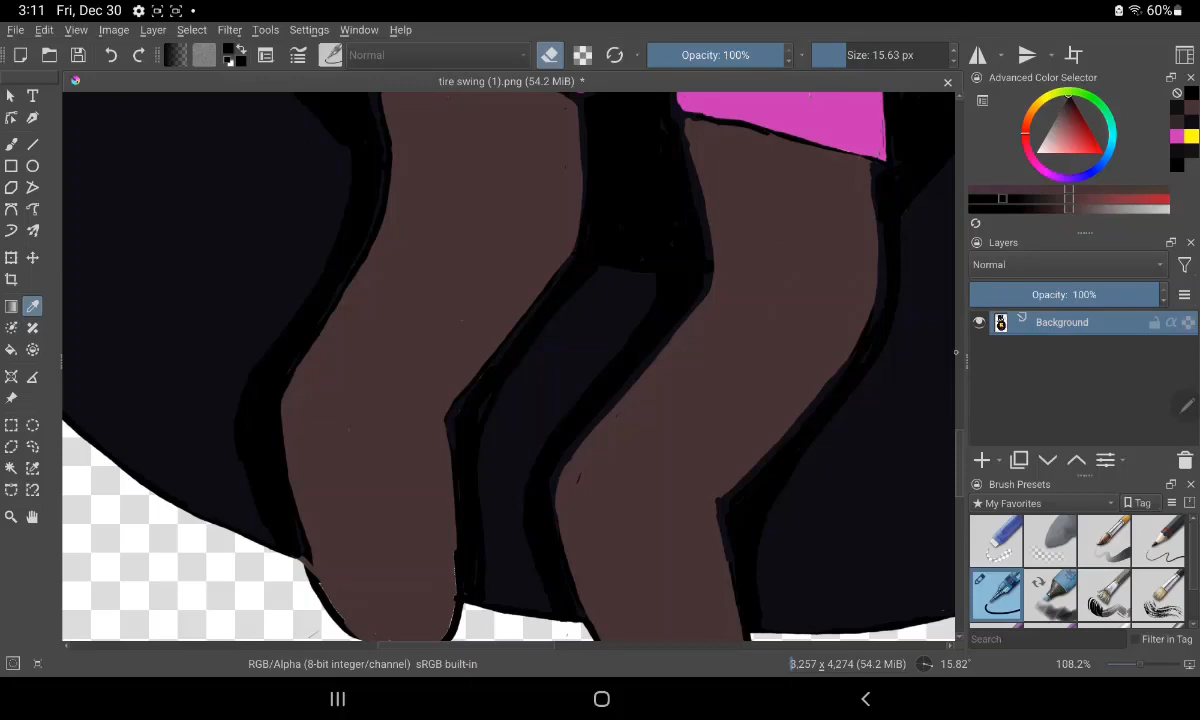 3:11 Fri, Dec 30 60%
File Edit View Image Layer Select Filter Tools Settings Window Help
Normal Opacity: 100% Size: 15.63 px
tire swing (1).png (54.2 MiB) *
Advanced Color Selector
Layers
Normal
Opacity: 100%
Background
Brush Presets
★ My Favorites Tag
Search Filter in Tag
RGB/Alpha (8-bit integer/channel) sRGB built-in 3,257 x 4,274 (54.2 MiB) 15.82° 108.2%